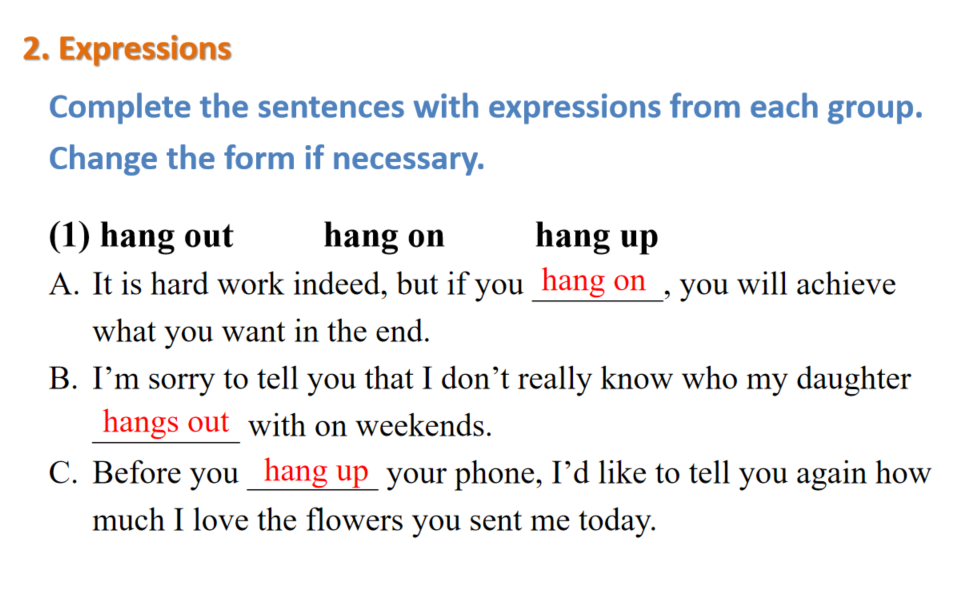 2. Expressions
Complete the sentences with expressions from each group.
Change the form if necessary.
(1) hang out hang on hang up
A. It is hard work indeed, but if you hang on, you will achieve
what you want in the end.
B. I’m sorry to tell you that I don’t really know who my daughter
hangs out with on weekends.
C. Before you hang up your phone, I’d like to tell you again how
much I love the flowers you sent me today.